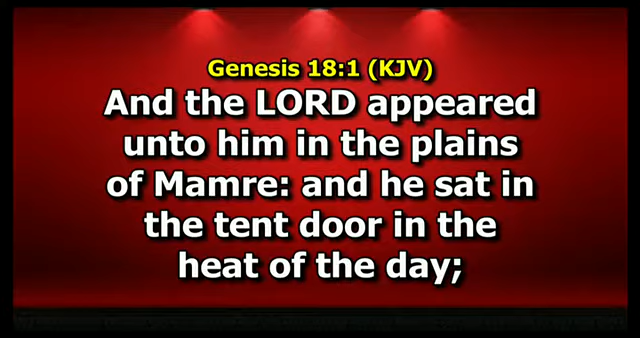 Genesis 18:1 (KJV)
And the LORD appeared
unto him in the plains
of Mamre: and he sat in
the tent door in the
heat of the day;